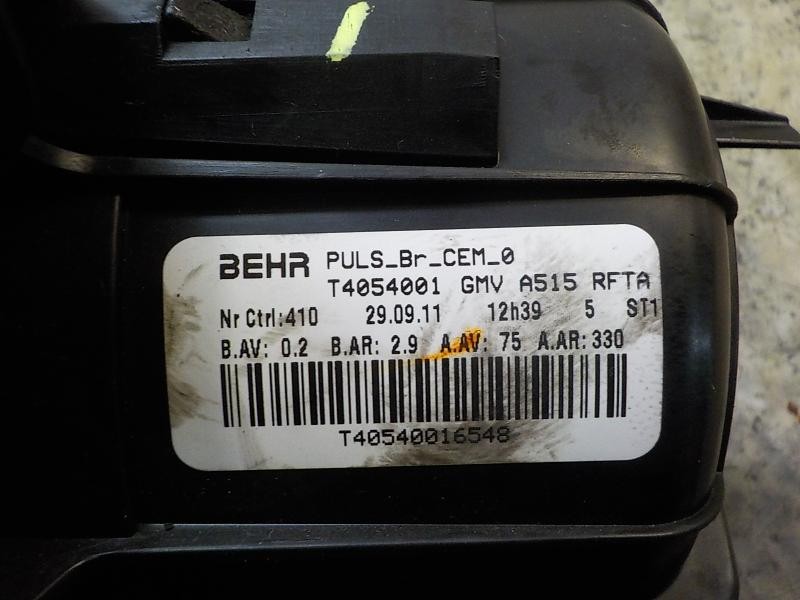 BEHR PULS_Br_CEM_0
T4054001 GMV A515 RFTA
Nr Ctrl:410 29.09.11 12h39 5 ST1
B.AV: 0.2 B.AR: 2.9 A.AV: 75 A.AR: 330
T40540016548